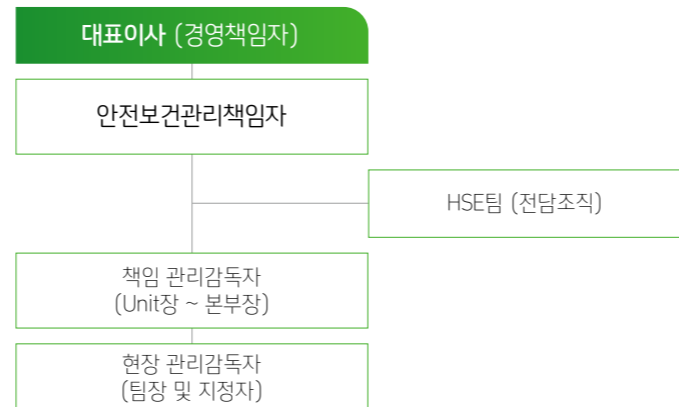 대표이사 (경영책임자)
안전보건관리책임자
HSE팀 (전담조직)
책임 관리감독자
(Unit장 ~ 본부장)
현장 관리감독자
(팀장 및 지정자)